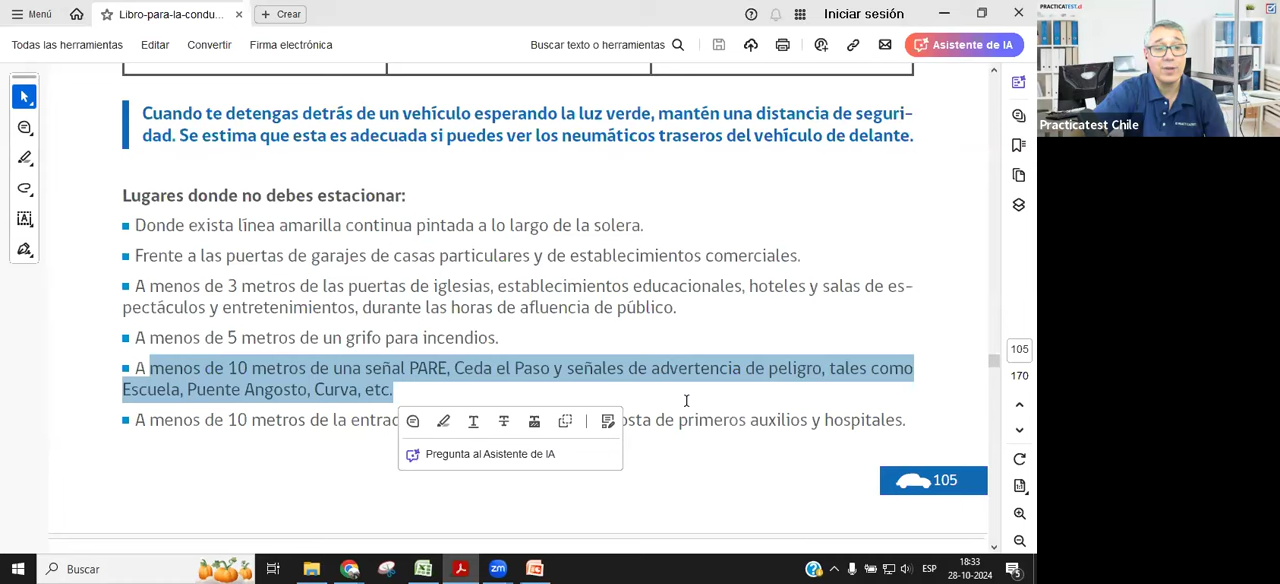 Menú
Libro-para-la-condu...
Crear
Iniciar sesión
PRACTICATEST.cl
Todas las herramientas
Editar
Convertir
Firma electrónica
Buscar texto o herramientas
Asistente de IA
Cuando te detengas detrás de un vehículo esperando la luz verde, mantén una distancia de seguri-
dad. Se estima que esta es adecuada si puedes ver los neumáticos traseros del vehículo de delante.
Practicatest Chile
Lugares donde no debes estacionar:
Donde exista línea amarilla continua pintada a lo largo de la solera.
Frente a las puertas de garajes de casas particulares y de establecimientos comerciales.
A menos de 3 metros de las puertas de iglesias, establecimientos educacionales, hoteles y salas de es-
pectáculos y entretenimientos, durante las horas de afluencia de público.
A menos de 5 metros de un grifo para incendios.
A menos de 10 metros de una señal PARE, Ceda el Paso y señales de advertencia de peligro, tales como
Escuela, Puente Angosto, Curva, etc.
A menos de 10 metros de la entrad
osta de primeros auxilios y hospitales.
Pregunta al Asistente de IA
105
105
170
Buscar
ESP
18:33
28-10-2024
5